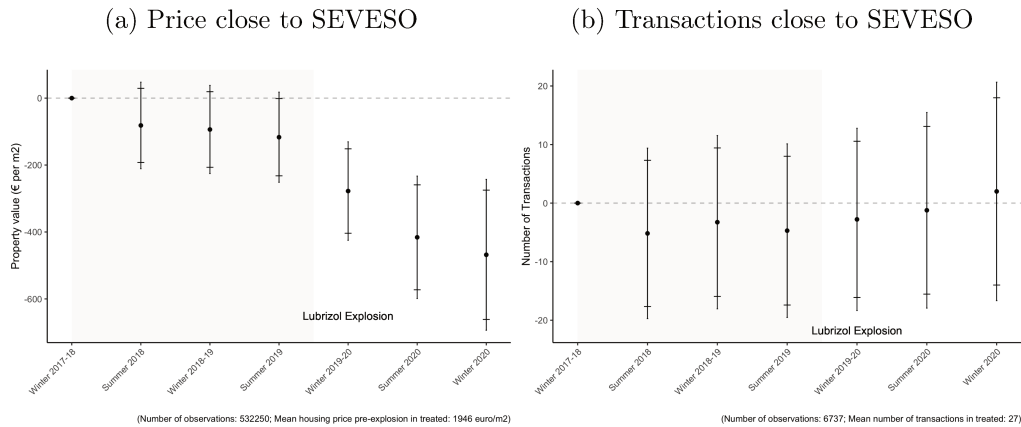 (a) Price close to SEVESO
0
-200
-400
-600
Property value (€ per m2)
Lubrizol Explosion
Winter 2017-18
Summer 2018
Winter 2018-19
Summer 2019
Winter 2019-20
Summer 2020
Winter 2020
(Number of observations: 532250; Mean housing price pre-explosion in treated: 1946 euro/m2)
(b) Transactions close to SEVESO
20
10
0
-10
-20
Number of Transactions
Lubrizol Explosion
Winter 2017-18
Summer 2018
Winter 2018-19
Summer 2019
Winter 2019-20
Summer 2020
Winter 2020
(Number of observations: 6737; Mean number of transactions in treated: 27)